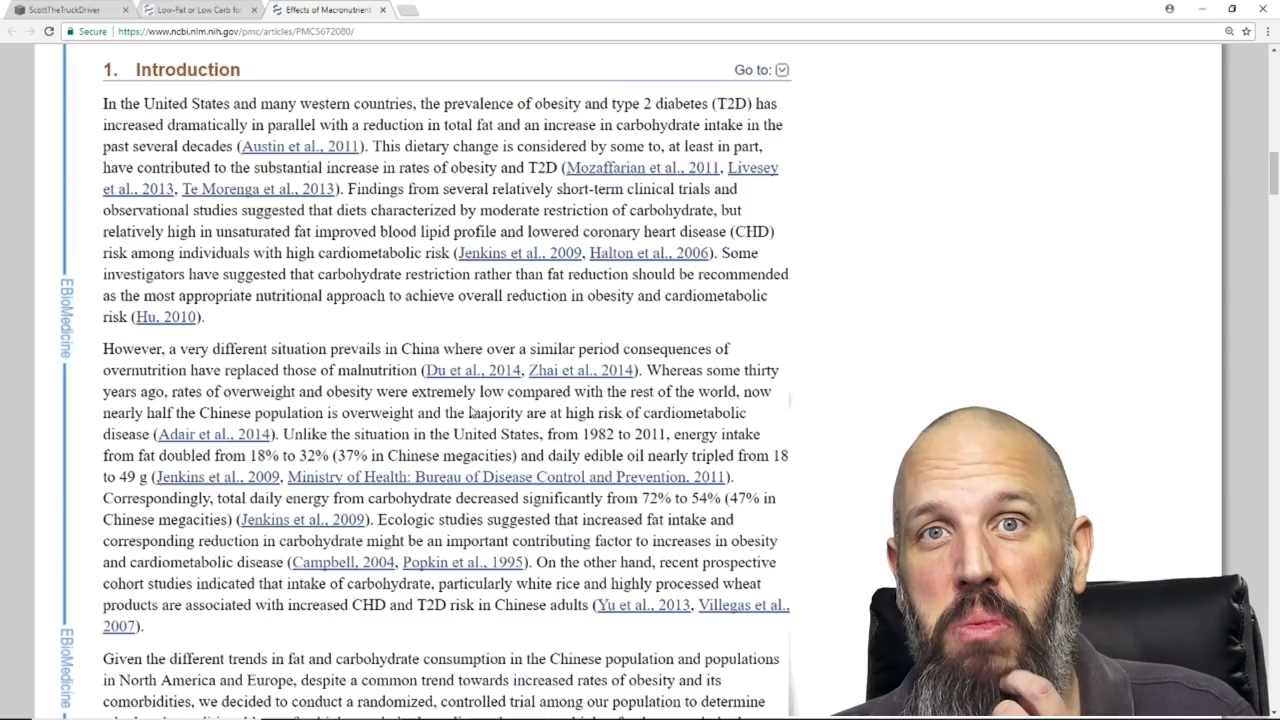 ScottTheTruckDriver
Low-Fat or Low Carb for
Effects of Macronutrient
Secure
https://www.ncbi.nlm.nih.gov/pmc/articles/PMC5672080/
1. Introduction
Go to:
In the United States and many western countries, the prevalence of obesity and type 2 diabetes (T2D) has
increased dramatically in parallel with a reduction in total fat and an increase in carbohydrate intake in the
past several decades (Austin et al., 2011). This dietary change is considered by some to, at least in part,
have contributed to the substantial increase in rates of obesity and T2D (Mozaffarian et al., 2011, Livesey
et al., 2013, Te Morenga et al., 2013). Findings from several relatively short-term clinical trials and
observational studies suggested that diets characterized by moderate restriction of carbohydrate, but
relatively high in unsaturated fat improved blood lipid profile and lowered coronary heart disease (CHD)
risk among individuals with high cardiometabolic risk (Jenkins et al., 2009, Halton et al., 2006). Some
investigators have suggested that carbohydrate restriction rather than fat reduction should be recommended
as the most appropriate nutritional approach to achieve overall reduction in obesity and cardiometabolic
risk (Hu, 2010).
However, a very different situation prevails in China where over a similar period consequences of
overnutrition have replaced those of malnutrition (Du et al., 2014, Zhai et al., 2014). Whereas some thirty
years ago, rates of overweight and obesity were extremely low compared with the rest of the world, now
nearly half the Chinese population is overweight and the majority are at high risk of cardiometabolic
disease (Adair et al., 2014). Unlike the situation in the United States, from 1982 to 2011, energy intake
from fat doubled from 18% to 32% (37% in Chinese megacities) and daily edible oil nearly tripled from 18
to 49 g (Jenkins et al., 2009, Ministry of Health: Bureau of Disease Control and Prevention, 2011).
Correspondingly, total daily energy from carbohydrate decreased significantly from 72% to 54% (47% in
Chinese megacities) (Jenkins et al., 2009). Ecologic studies suggested that increased fat intake and
corresponding reduction in carbohydrate might be an important contributing factor to increases in obesity
and cardiometabolic disease (Campbell, 2004, Popkin et al., 1995). On the other hand, recent prospective
cohort studies indicated that intake of carbohydrate, particularly white rice and highly processed wheat
products are associated with increased CHD and T2D risk in Chinese adults (Yu et al., 2013, Villegas et al.,
2007).
Given the different trends in fat and carbohydrate consumption in the Chinese population and populations
in North America and Europe, despite a common trend towards increased rates of obesity and its
comorbidities, we decided to conduct a randomized, controlled trial among our population to determine
EBioMedicine
EBioMedicine